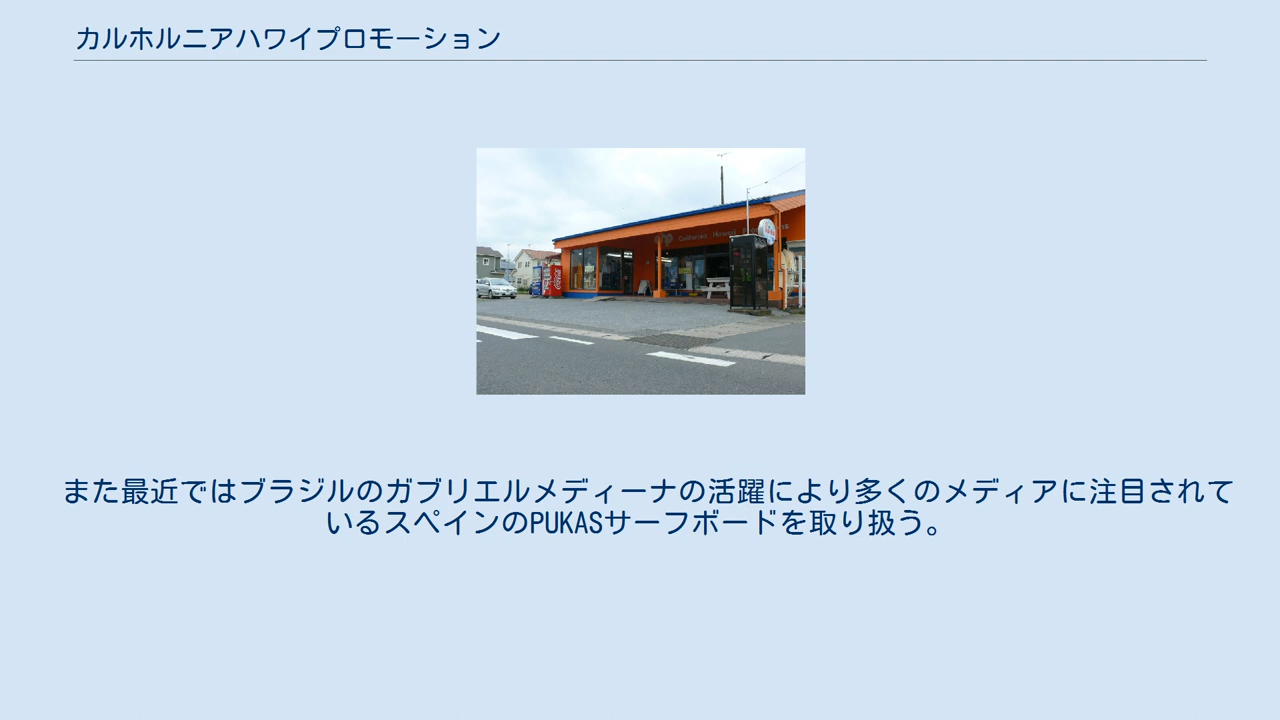 カルホルニアハワイプロモーション
California Hawaii
また最近ではブラジルのガブリエルメディーナの活躍により多くのメディアに注目されて
いるスペインのPUKASサーフボードを取り扱う。